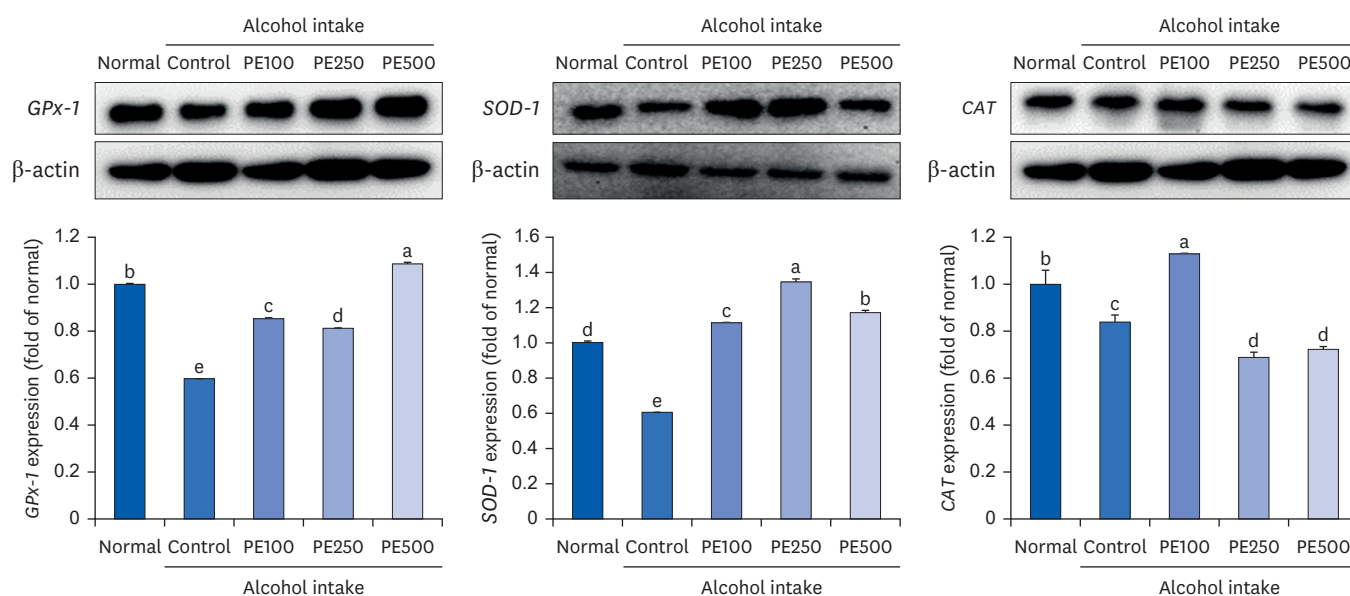 Alcohol intake
Normal Control PE100 PE250 PE500
GPx-1
β-actin
GPx-1 expression (fold of normal)
1.2
1.0
0.8
0.6
0.4
0.2
0
b
e
c
d
a
Normal Control PE100 PE250 PE500
Alcohol intake
Alcohol intake
Normal Control PE100 PE250 PE500
SOD-1
β-actin
SOD-1 expression (fold of normal)
1.6
1.4
1.2
1.0
0.8
0.6
0.4
0.2
0
d
e
c
a
b
Normal Control PE100 PE250 PE500
Alcohol intake
Alcohol intake
Normal Control PE100 PE250 PE500
CAT
β-actin
CAT expression (fold of normal)
1.2
1.0
0.8
0.6
0.4
0.2
0
b
c
a
d
d
Normal Control PE100 PE250 PE500
Alcohol intake